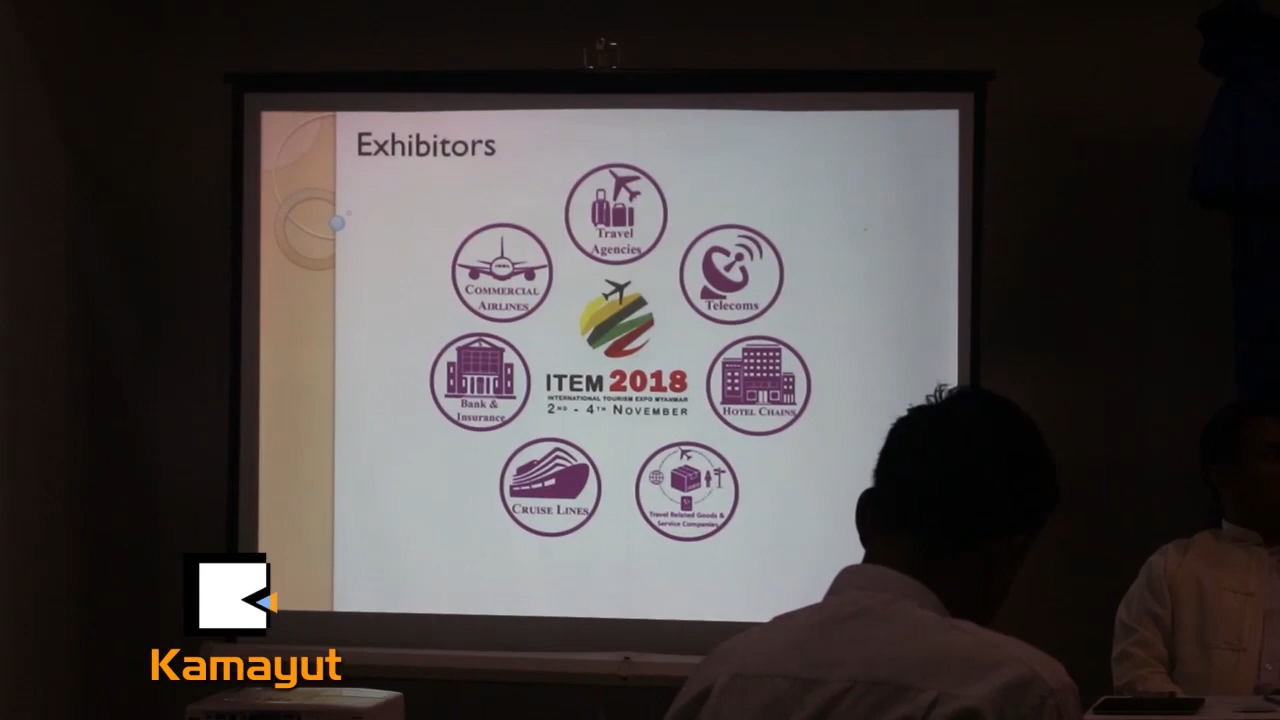 Exhibitors
Travel
Agencies
COMMERCIAL
AIRLINES
Telecoms
Bank &
Insurance
ITEM 2018
INTERNATIONAL TOURISM EXPO MYANMAR
2ND - 4TH NOVEMBER
HOTEL CHAINS
CRUISE LINES
Travel Related Goods &
Service Companies
Kamayut